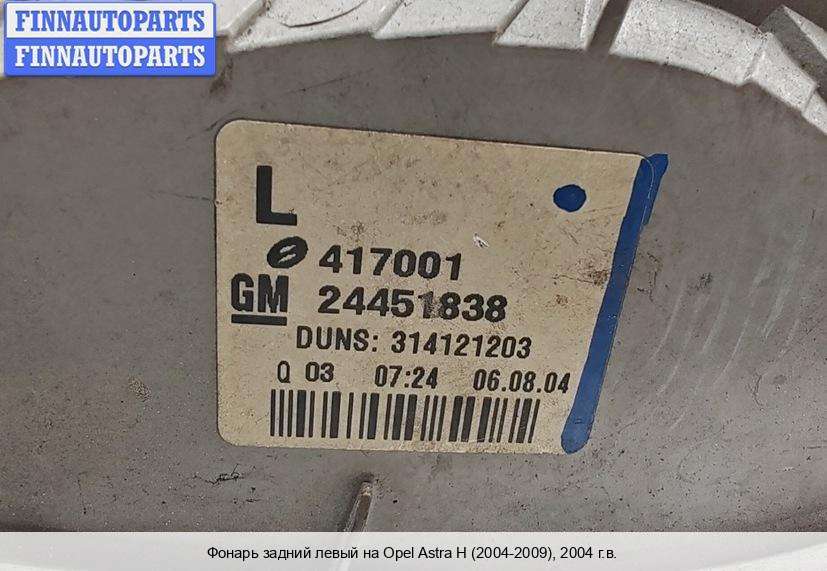 FINNAUTOPARTS
FINNAUTOPARTS
L
417001
GM 24451838
DUNS: 314121203
Q 03 07:24 06.08.04
Фонарь задний левый на Opel Astra H (2004-2009), 2004 г.в.